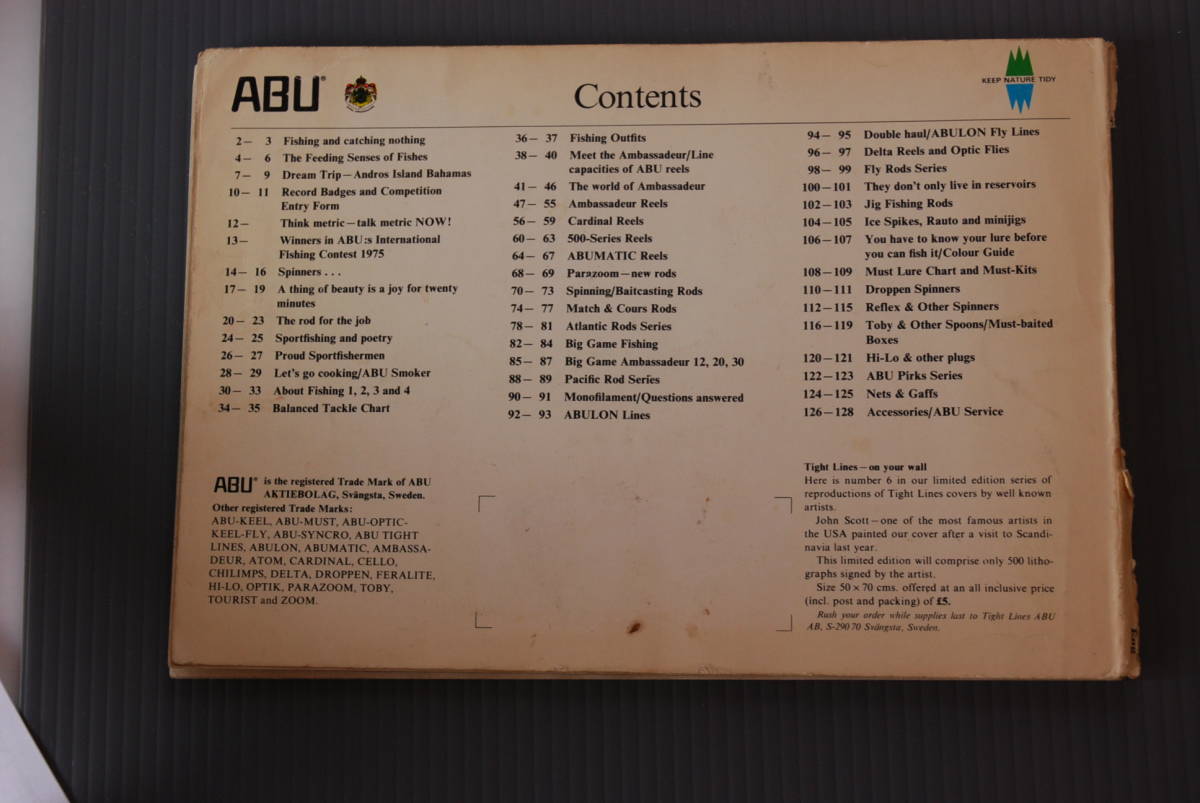 ABU®
Contents
KEEP NATURE TIDY
2— 3 Fishing and catching nothing
4— 6 The Feeding Senses of Fishes
7— 9 Dream Trip—Andros Island Bahamas
10— 11 Record Badges and Competition
Entry Form
12— Think metric—talk metric NOW!
13— Winners in ABU:s International
Fishing Contest 1975
14— 16 Spinners . . .
17— 19 A thing of beauty is a joy for twenty
minutes
20— 23 The rod for the job
24— 25 Sportfishing and poetry
26— 27 Proud Sportfishermen
28— 29 Let's go cooking/ABU Smoker
30— 33 About Fishing 1, 2, 3 and 4
34— 35 Balanced Tackle Chart
36— 37 Fishing Outfits
38— 40 Meet the Ambassadeur/Line
capacities of ABU reels
41— 46 The world of Ambassadeur
47— 55 Ambassadeur Reels
56— 59 Cardinal Reels
60— 63 500-Series Reels
64— 67 ABUMATIC Reels
68— 69 Parazoom—new rods
70— 73 Spinning/Baitcasting Rods
74— 77 Match & Cours Rods
78— 81 Atlantic Rods Series
82— 84 Big Game Fishing
85— 87 Big Game Ambassadeur 12, 20, 30
88— 89 Pacific Rod Series
90— 91 Monofilament/Questions answered
92— 93 ABULON Lines
94— 95 Double haul/ABULON Fly Lines
96— 97 Delta Reels and Optic Flies
98— 99 Fly Rods Series
100—101 They don't only live in reservoirs
102—103 Jig Fishing Rods
104—105 Ice Spikes, Rauto and minijigs
106—107 You have to know your lure before
you can fish it/Colour Guide
108—109 Must Lure Chart and Must-Kits
110—111 Droppen Spinners
112—115 Reflex & Other Spinners
116—119 Toby & Other Spoons/Must-baited
Boxes
120—121 Hi-Lo & other plugs
122—123 ABU Pirks Series
124—125 Nets & Gaffs
126—128 Accessories/ABU Service
ABU® is the registered Trade Mark of ABU
AKTIEBOLAG, Svängsta, Sweden.
Other registered Trade Marks:
ABU-KEEL, ABU-MUST, ABU-OPTIC-
KEEL-FLY, ABU-SYNCRO, ABU TIGHT
LINES, ABULON, ABUMATIC, AMBASSA-
DEUR, ATOM, CARDINAL, CELLO,
CHILIMPS, DELTA, DROPPEN, FERALITE,
HI-LO, OPTIK, PARAZOOM, TOBY,
TOURIST and ZOOM.
Tight Lines—on your wall
Here is number 6 in our limited edition series of
reproductions of Tight Lines covers by well known
artists.
John Scott—one of the most famous artists in
the USA painted our cover after a visit to Scandi-
navia last year.
This limited edition will comprise only 500 litho-
graphs signed by the artist.
Size 50 × 70 cms. offered at an all inclusive price
(incl. post and packing) of £5.
Rush your order while supplies last to Tight Lines ABU
AB, S-290 70 Svängsta, Sweden.